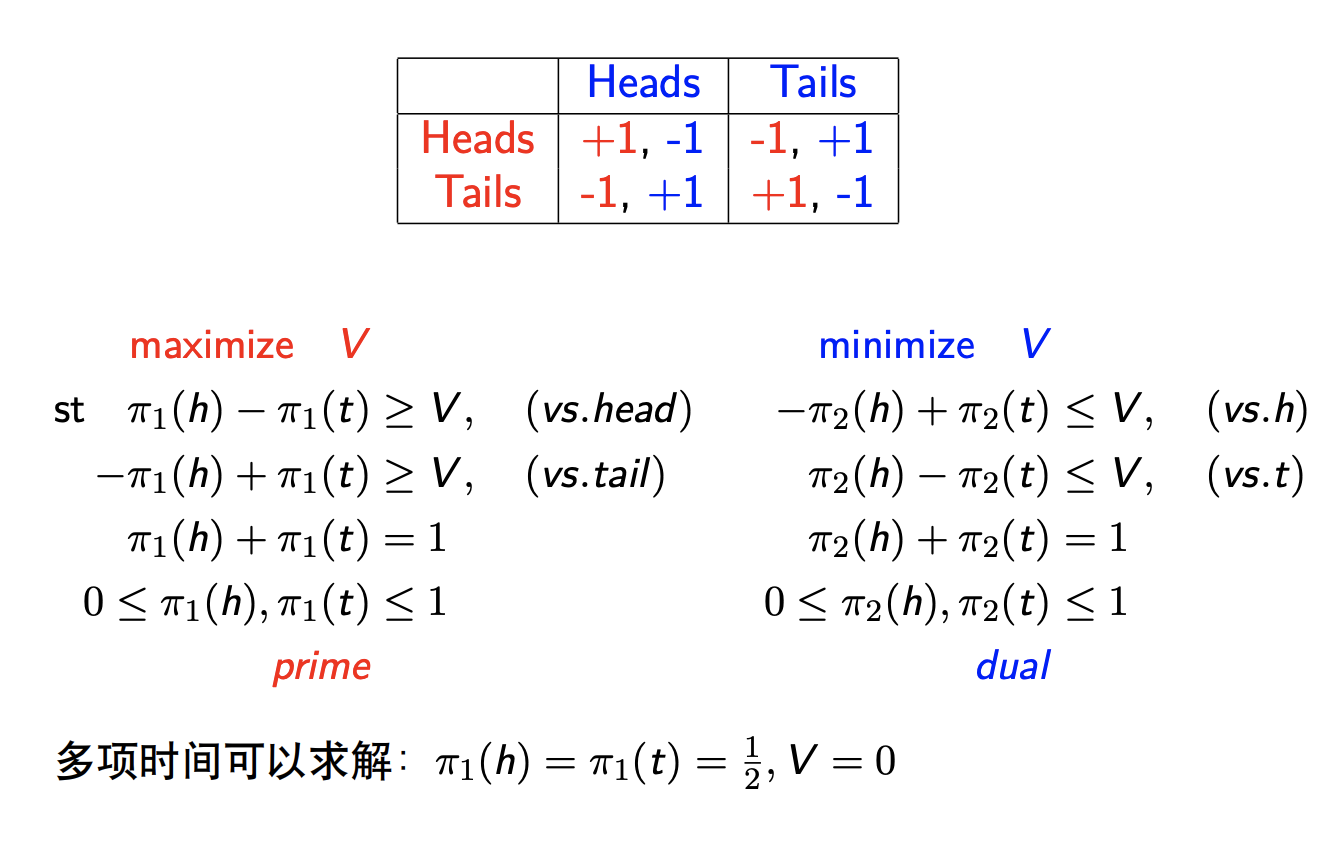 Heads Tails
Heads +1, -1 -1, +1
Tails -1, +1 +1, -1
maximize V
st π₁(h) − π₁(t) ≥ V, (vs.head)
−π₁(h) + π₁(t) ≥ V, (vs.tail)
π₁(h) + π₁(t) = 1
0 ≤ π₁(h), π₁(t) ≤ 1
prime
minimize V
−π₂(h) + π₂(t) ≤ V, (vs.h)
π₂(h) − π₂(t) ≤ V, (vs.t)
π₂(h) + π₂(t) = 1
0 ≤ π₂(h), π₂(t) ≤ 1
dual
多项时间可以求解：π₁(h) = π₁(t) = ½, V = 0